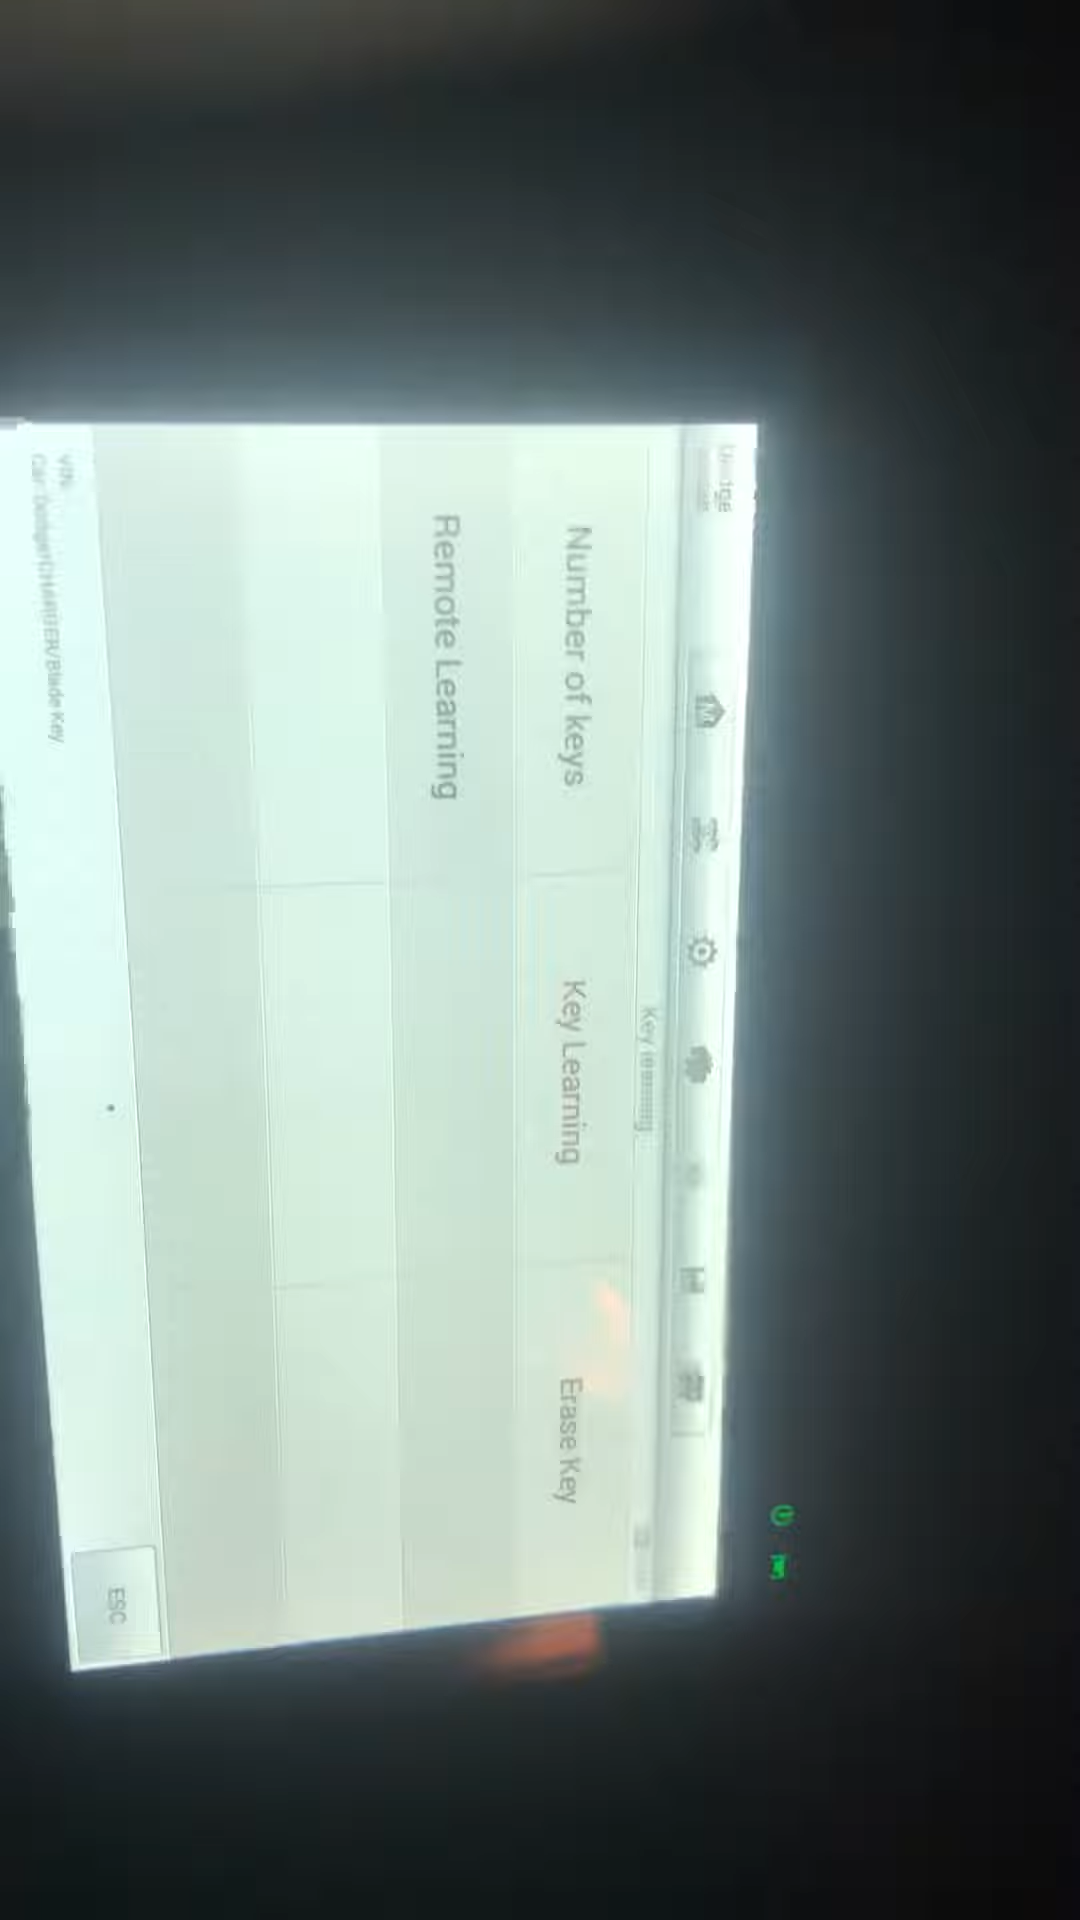 Key learning
Number of keys
Key Learning
Erase Key
Remote Learning
VIN:
Car: Dodge/CHARGER/Blade Key
ESC